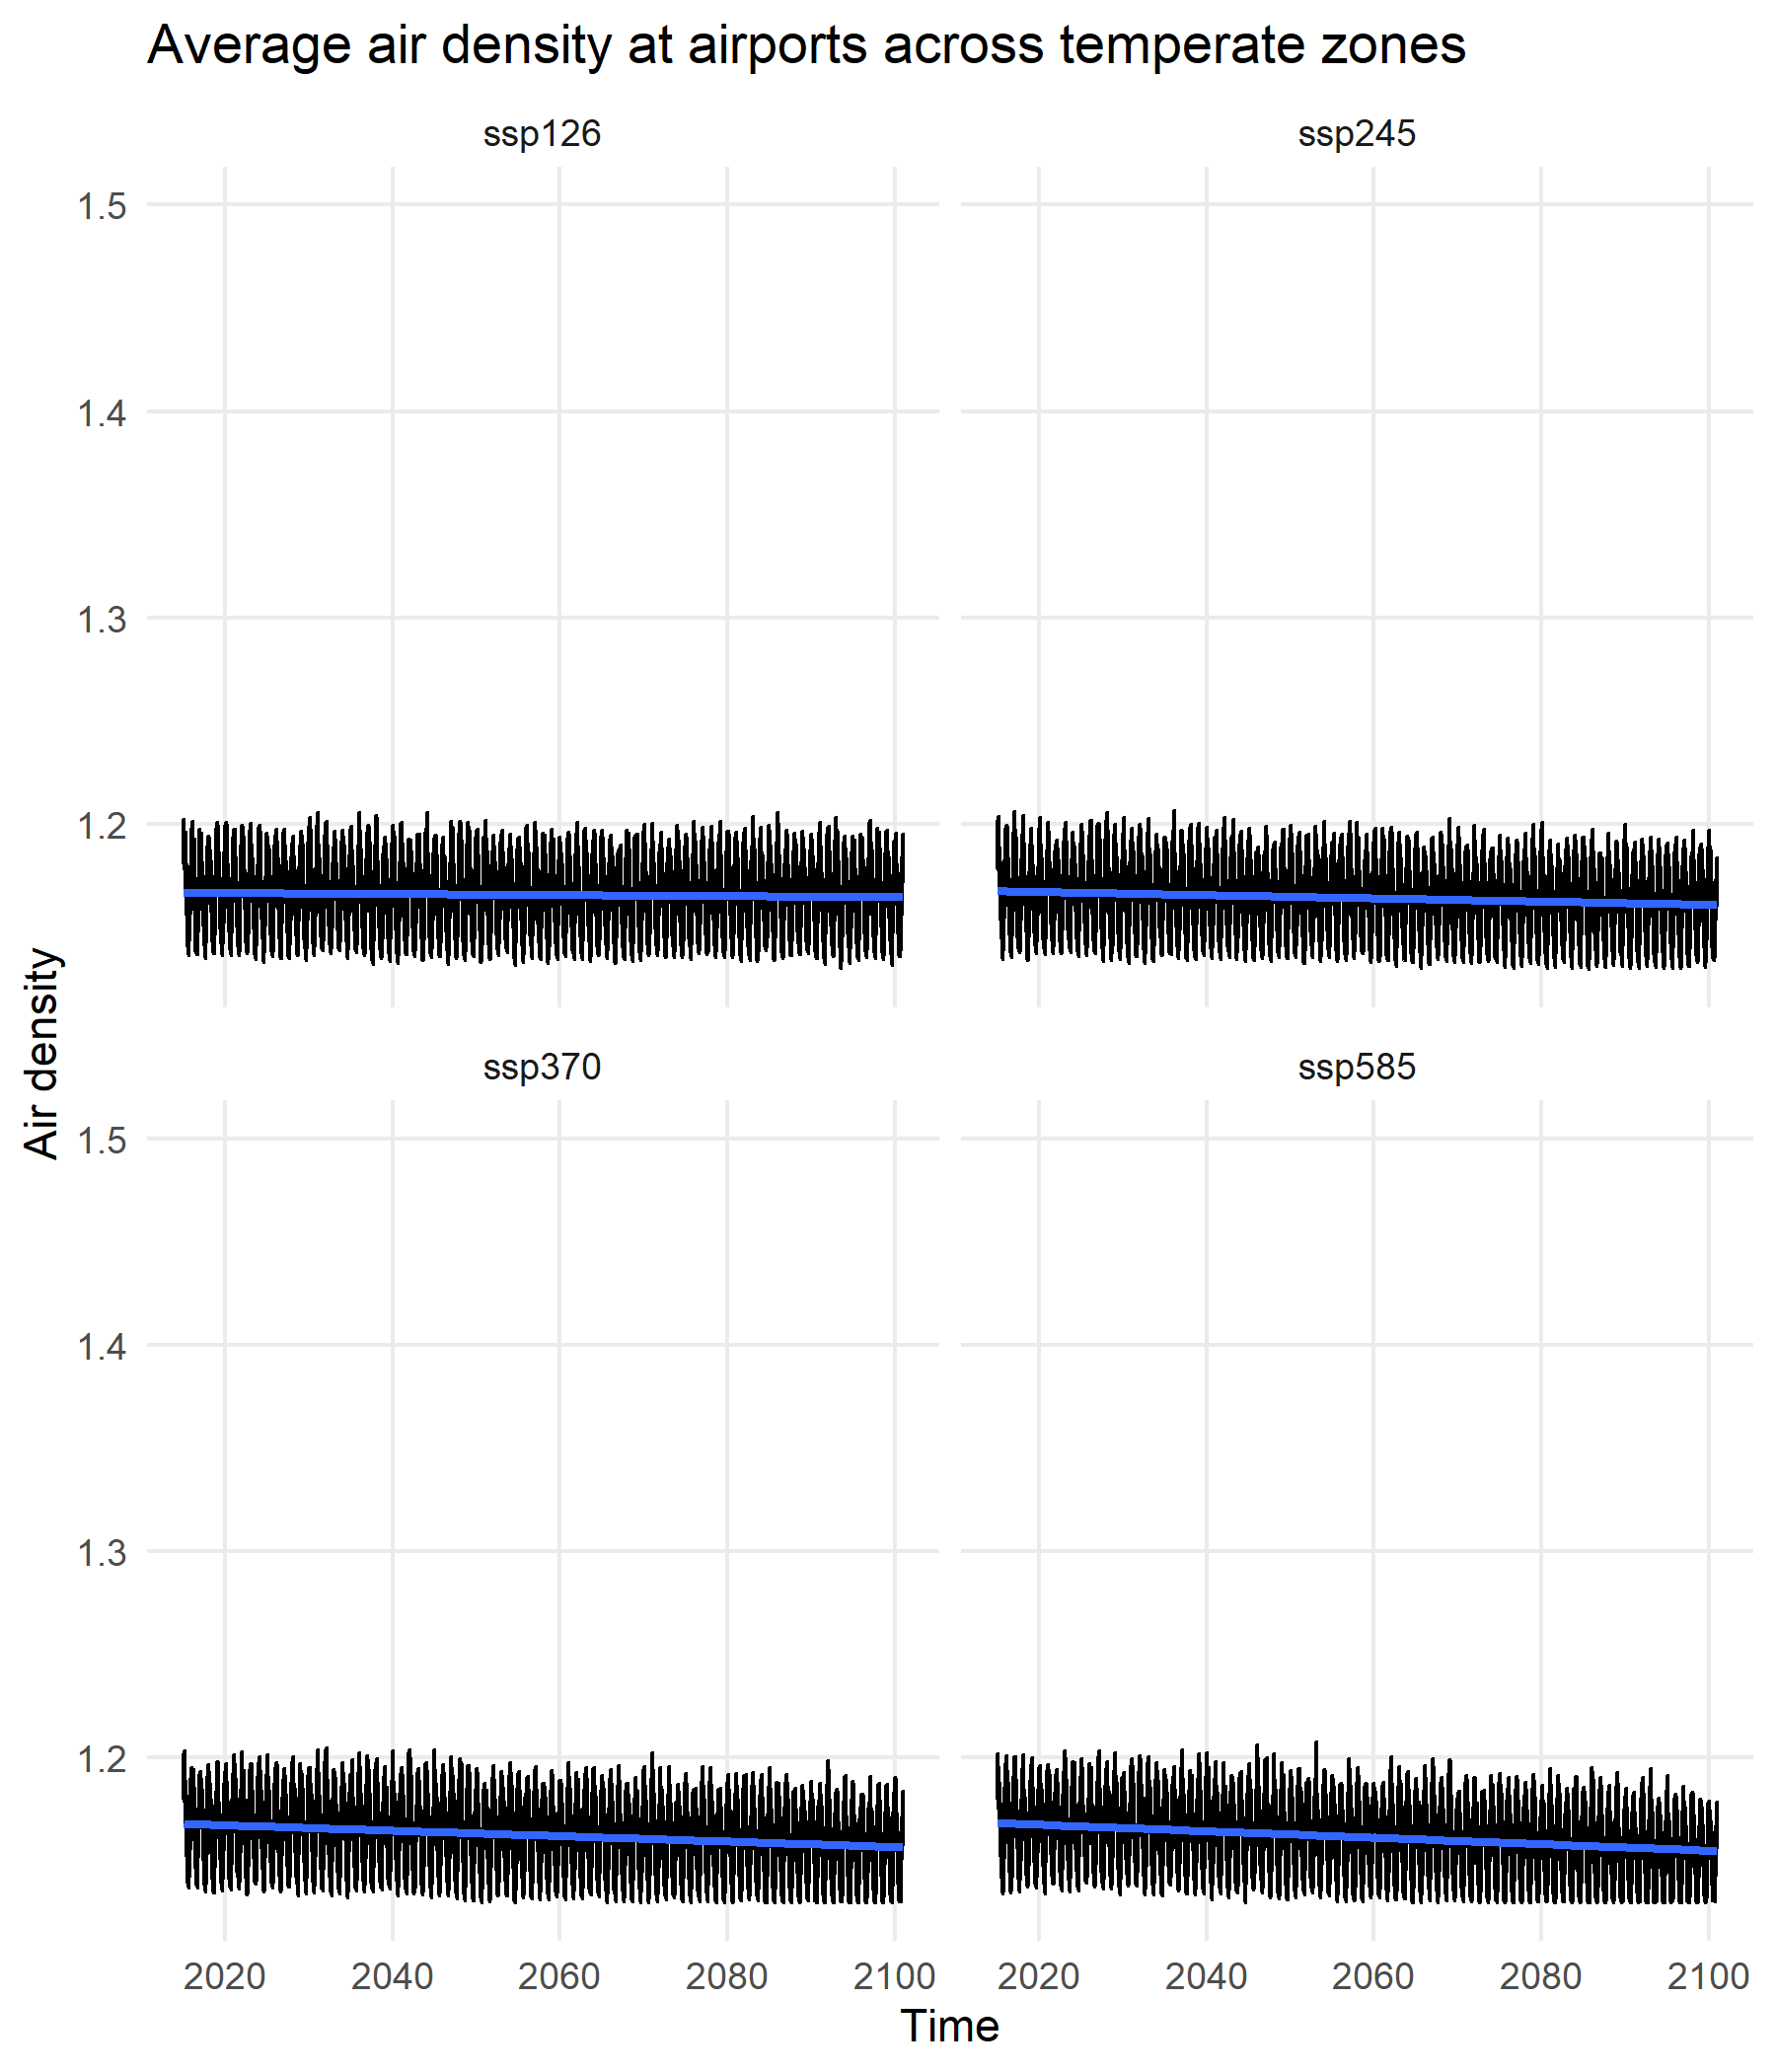 Average air density at airports across temperate zones
ssp126
ssp245
1.5
1.4
1.3
1.2
Air density
ssp370
ssp585
1.5
1.4
1.3
1.2
2020 2040 2060 2080 2100 2020 2040 2060 2080 2100
Time